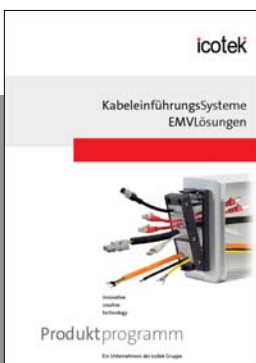 icotek
KabeleinführungsSysteme
EMVLösungen
innovative
creative
technology
Produktprogramm
Ein Unternehmen der icotek Gruppe